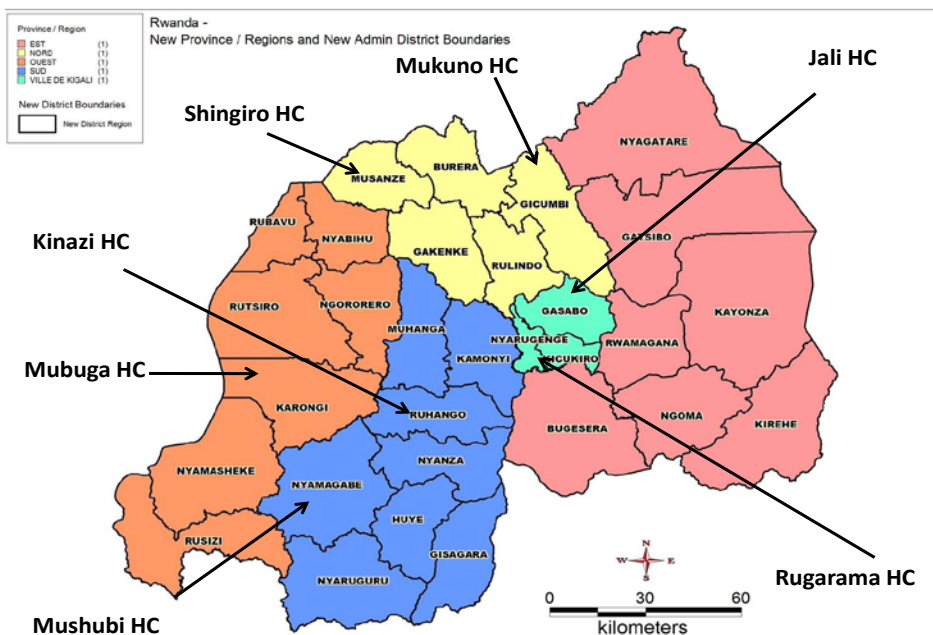 Province / Region
EST (1)
NORD (1)
OUEST (1)
SUD (1)
VILLE DE KIGALI (1)
New District Boundaries
New District Region
Rwanda -
New Province / Regions and New Admin District Boundaries
Mukuno HC
Jali HC
Shingiro HC
NYAGATARE
BURERA
MUSANZE
GICUMBI
RUBAVU
NYABIHU
GATSIBO
Kinazi HC
GAKENKE
RULINDO
RUTSIRO
NGORORERO
GASABO
KAYONZA
MUHANGA
NYARUGENGE
RWAMAGANA
KAMONYI
KICUKIRO
Mubuga HC
KARONGI
RUHANGO
NGOMA
BUGESERA
KIREHE
NYANZA
NYAMASHEKE
NYAMAGABE
HUYE
RUSIZI
GISAGARA
N
W E
S
NYARUGURU
Rugarama HC
0 30 60
kilometers
Mushubi HC